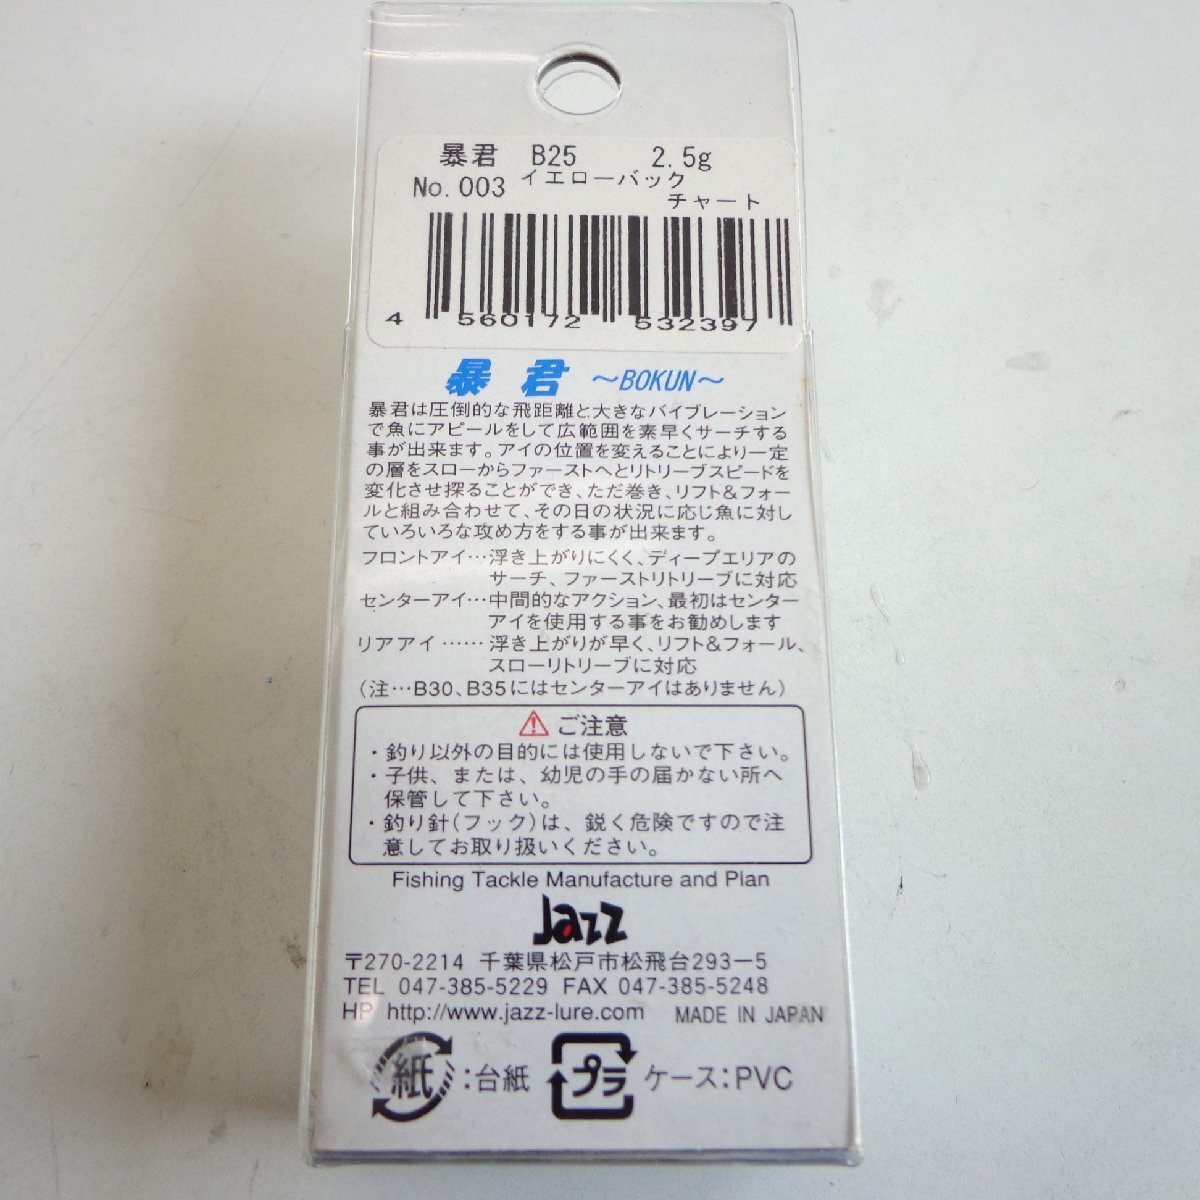 暴君 B25 2.5g
No.003 イエローバック
チャート
4 560172 532397
暴君 ～BOKUN～
暴君は圧倒的な飛距離と大きなバイブレーション
で魚にアピールをして広範囲を素早くサーチする
事が出来ます。アイの位置を変えることにより一定
の層をスローからファーストへとリトリーブスピードを
変化させ探ることができ、ただ巻き、リフト&フォー
ルと組み合わせて、その日の状況に応じ魚に対し
ていろいろな攻め方をする事が出来ます。
フロントアイ…浮き上がりにくく、ディープエリアの
サーチ、ファーストリトリーブに対応
センターアイ…中間的なアクション、最初はセンター
アイを使用する事をお勧めします
リアアイ……浮き上がりが早く、リフト&フォール、
スローリトリーブに対応
（注…B30、B35にはセンターアイはありません）
ご注意
・釣り以外の目的には使用しないで下さい。
・子供、または、幼児の手の届かない所へ
保管して下さい。
・釣り針（フック）は、鋭く危険ですので注
意してお取り扱いください。
Fishing Tackle Manufacture and Plan
Jazz
〒270-2214 千葉県松戸市松飛台293－5
TEL 047-385-5229 FAX 047-385-5248
HP http://www.jazz-lure.com MADE IN JAPAN
紙：台紙 プラ ケース：PVC